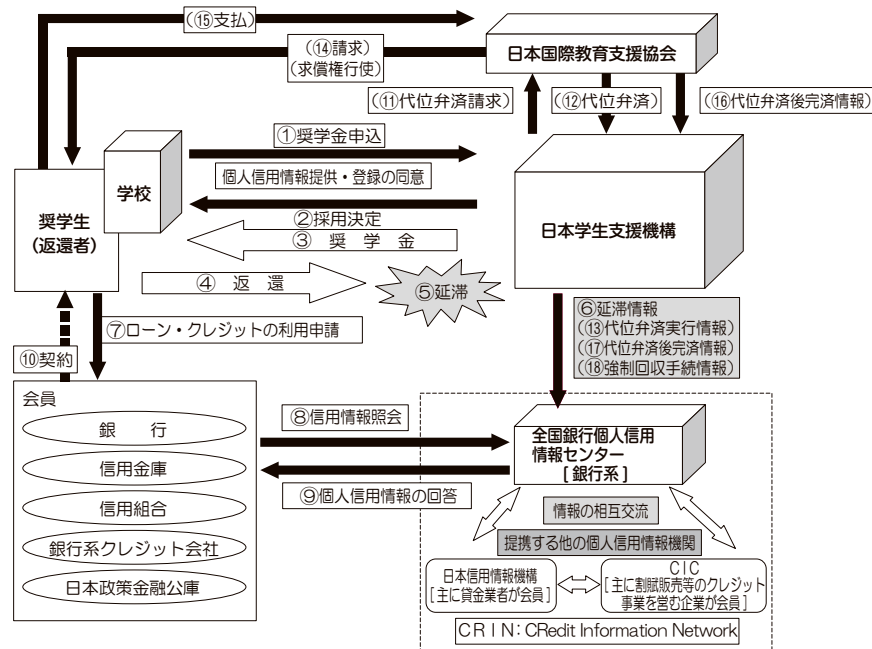 (⑮支払)
(⑭請求)
(求償権行使)
日本国際教育支援協会
(⑪代位弁済請求)
(⑫代位弁済)
(⑯代位弁済後完済情報)
①奨学金申込
個人信用情報提供・登録の同意
学校
奨学生
(返還者)
②採用決定
③ 奨 学 金
日本学生支援機構
④ 返 還
⑤延滞
⑥延滞情報
(⑬代位弁済実行情報)
(⑰代位弁済後完済情報)
(⑱強制回収手続情報)
⑦ローン・クレジットの利用申請
⑩契約
会員
銀 行
信用金庫
信用組合
銀行系クレジット会社
日本政策金融公庫
⑧信用情報照会
⑨個人信用情報の回答
全国銀行個人信用
情報センター
[銀行系]
情報の相互交流
提携する他の個人信用情報機関
日本信用情報機構
[主に貸金業者が会員]
CIC
[主に割賦販売等のクレジット
事業を営む企業が会員]
CRIN:CRedit Information Network